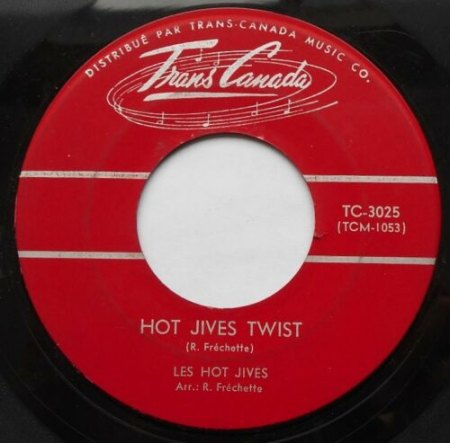 DISTRIBUÉ PAR TRANS-CANADA MUSIC CO.
Trans Canada
TC-3025
(TCM-1053)
HOT JIVES TWIST
(R. Fréchette)
LES HOT JIVES
Arr.: R. Fréchette